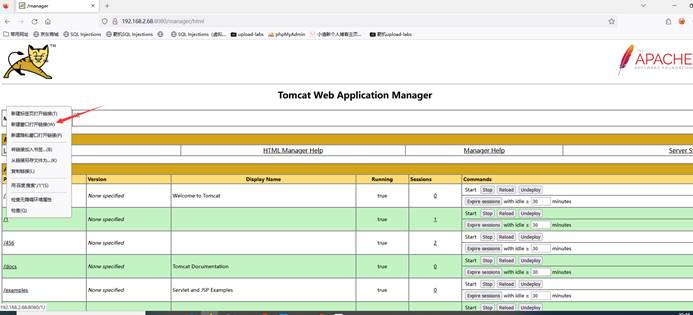 /manager
192.168.2.68:8080/manager/html
常用网址 京东商城 SQL Injections 靶机SQL Injections SQL Injections (虚拟... upload-labs phpMyAdmin 小迪新个人博客主页... 靶机upload-labs
TM
APACHE
SOFTWARE FOUNDATION
Tomcat Web Application Manager
新建标签页打开链接(T)
新建窗口打开链接(W)
新建隐私窗口打开链接(P)
将链接加入书签...(B)
从链接另存文件为...(K)
复制链接(L)
用 百度 搜索“/1”(S)
检查无障碍环境属性
检查(Q)
HTML Manager Help Manager Help Server S
Version Display Name Running Sessions Commands
None specified Welcome to Tomcat true 0 Start Stop Reload Undeploy
Expire sessions with idle ≥ 30 minutes
/1 None specified true 1 Start Stop Reload Undeploy
Expire sessions with idle ≥ 30 minutes
/456 None specified true 2 Start Stop Reload Undeploy
Expire sessions with idle ≥ 30 minutes
/docs None specified Tomcat Documentation true 0 Start Stop Reload Undeploy
Expire sessions with idle ≥ 30 minutes
/examples None specified Servlet and JSP Examples true 0 Start Stop Reload Undeploy
Expire sessions with idle ≥ 30 minutes
192.168.2.68:8080/1/